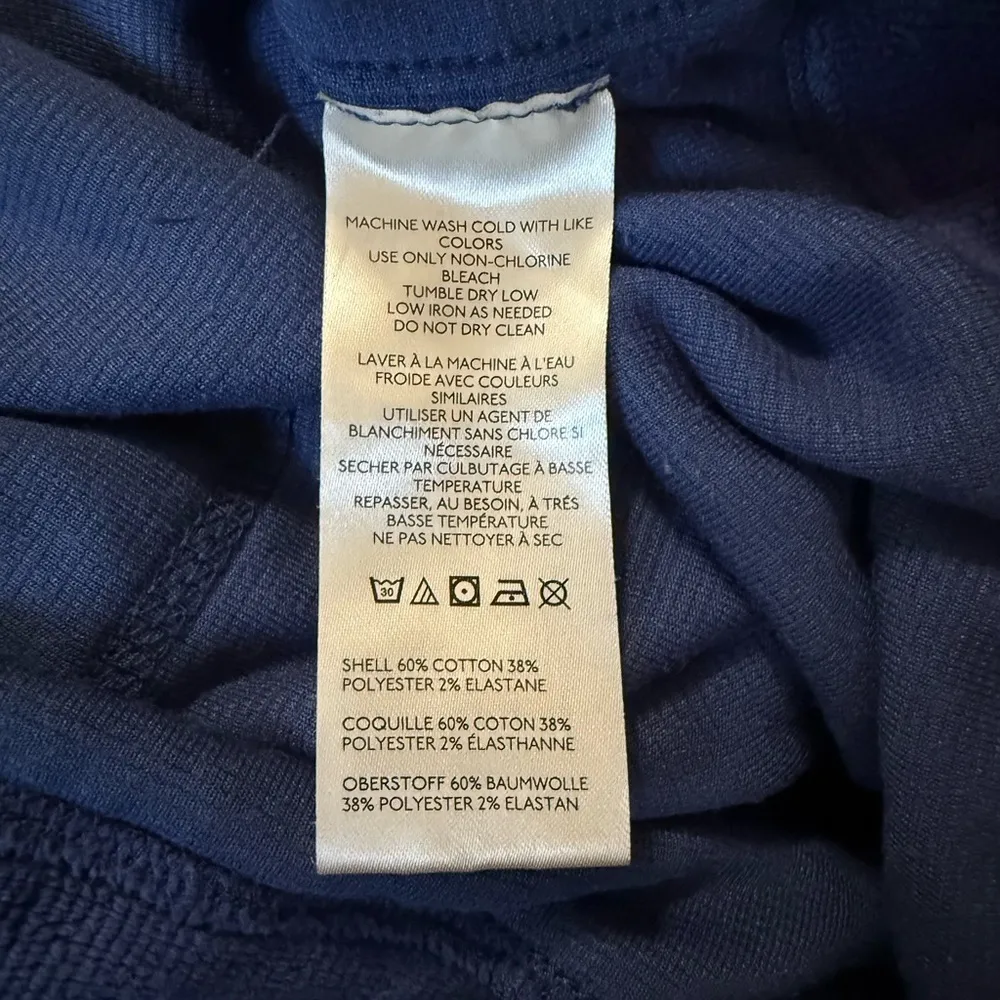 MACHINE WASH COLD WITH LIKE
COLORS
USE ONLY NON-CHLORINE
BLEACH
TUMBLE DRY LOW
LOW IRON AS NEEDED
DO NOT DRY CLEAN
LAVER À LA MACHINE À L'EAU
FROIDE AVEC COULEURS
SIMILAIRES
UTILISER UN AGENT DE
BLANCHIMENT SANS CHLORE SI
NÉCESSAIRE
SECHER PAR CULBUTAGE À BASSE
TEMPERATURE
REPASSER, AU BESOIN, À TRÉS
BASSE TEMPÉRATURE
NE PAS NETTOYER À SEC
30
SHELL 60% COTTON 38%
POLYESTER 2% ELASTANE
COQUILLE 60% COTON 38%
POLYESTER 2% ÉLASTHANNE
OBERSTOFF 60% BAUMWOLLE
38% POLYESTER 2% ELASTAN